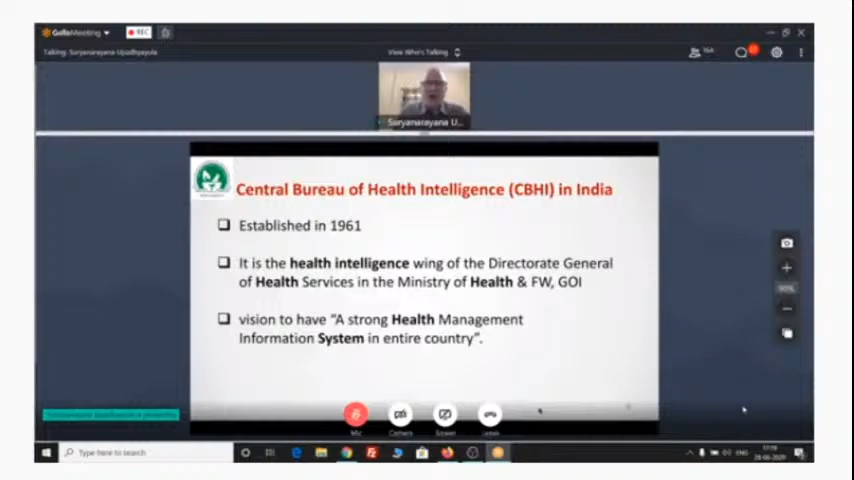 GoToMeeting
REC
Talking: Suryanarayana Upadhyayula
View Who's Talking
164
Suryanarayana U...
Central Bureau of Health Intelligence (CBHI) in India
Established in 1961
It is the health intelligence wing of the Directorate General
of Health Services in the Ministry of Health & FW, GOI
vision to have “A strong Health Management
Information System in entire country”.
Mic
Camera
Screen
Leave
Type here to search
ENG
17:19